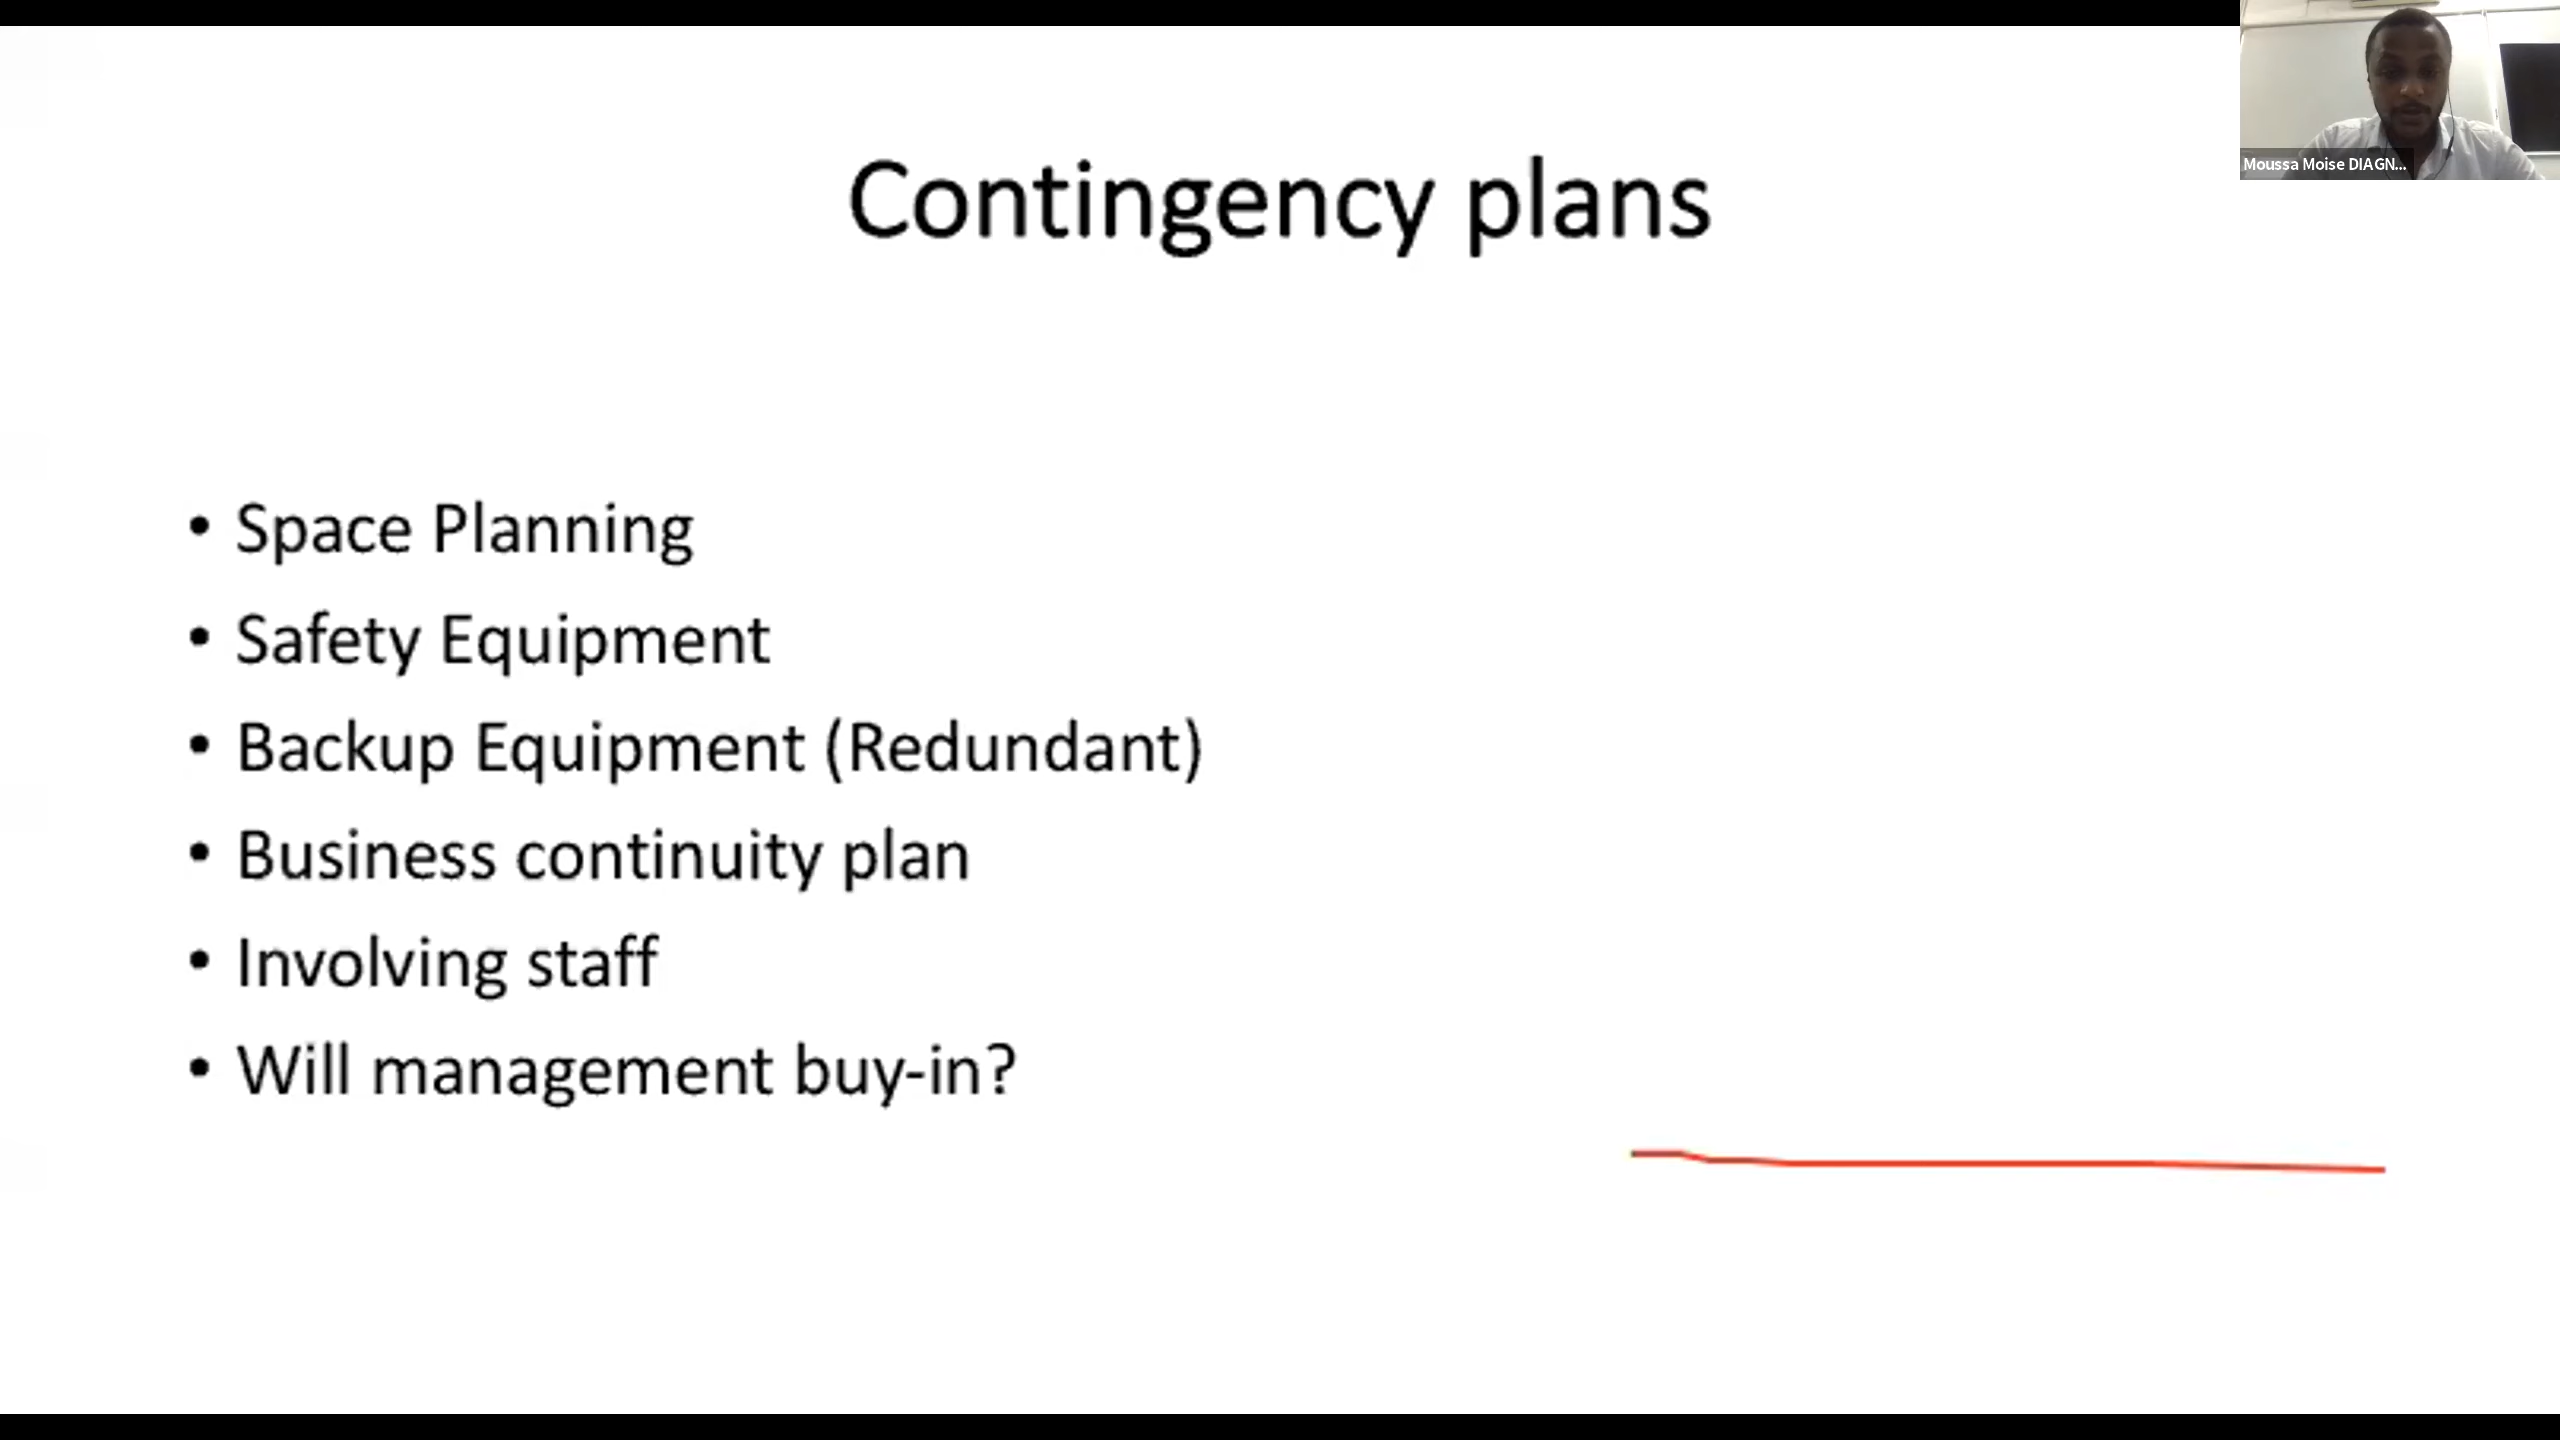 Moussa Moise DIAGN...
Contingency plans
• Space Planning
• Safety Equipment
• Backup Equipment (Redundant)
• Business continuity plan
• Involving staff
• Will management buy-in?